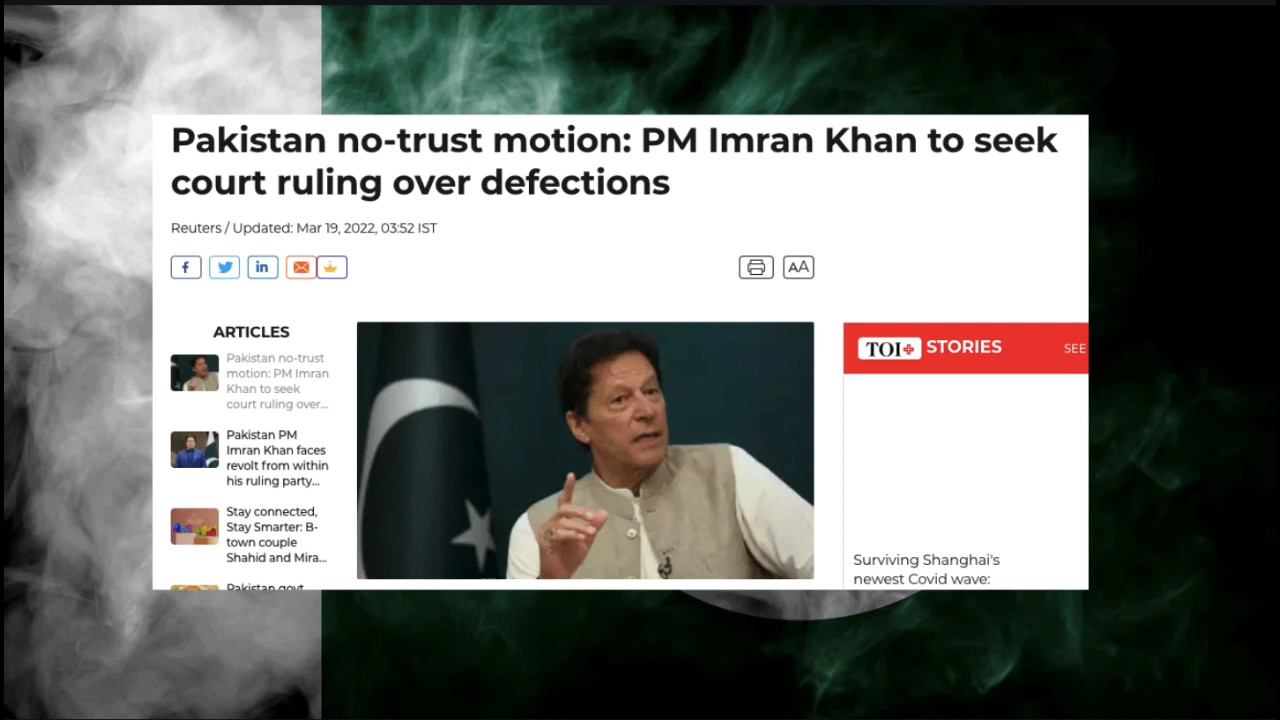 Pakistan no-trust motion: PM Imran Khan to seek
court ruling over defections
Reuters / Updated: Mar 19, 2022, 03:52 IST
f
in
AA
ARTICLES
Pakistan no-trust
motion: PM Imran
Khan to seek
court ruling over...
Pakistan PM
Imran Khan faces
revolt from within
his ruling party...
Stay connected,
Stay Smarter: B-
town couple
Shahid and Mira...
Pakistan govt
TOI+ STORIES
SEE
Surviving Shanghai's
newest Covid wave: